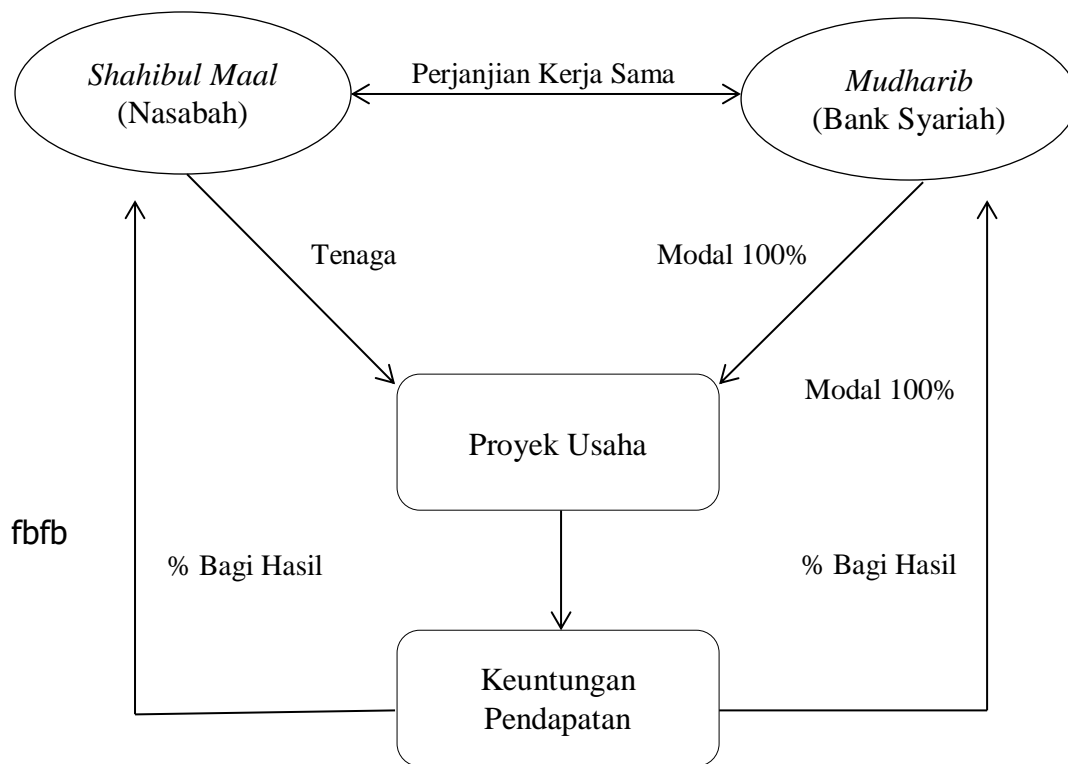 Shahibul Maal
(Nasabah)
Perjanjian Kerja Sama
Mudharib
(Bank Syariah)
Tenaga
Modal 100%
Modal 100%
Proyek Usaha
fbfb
% Bagi Hasil
% Bagi Hasil
Keuntungan
Pendapatan